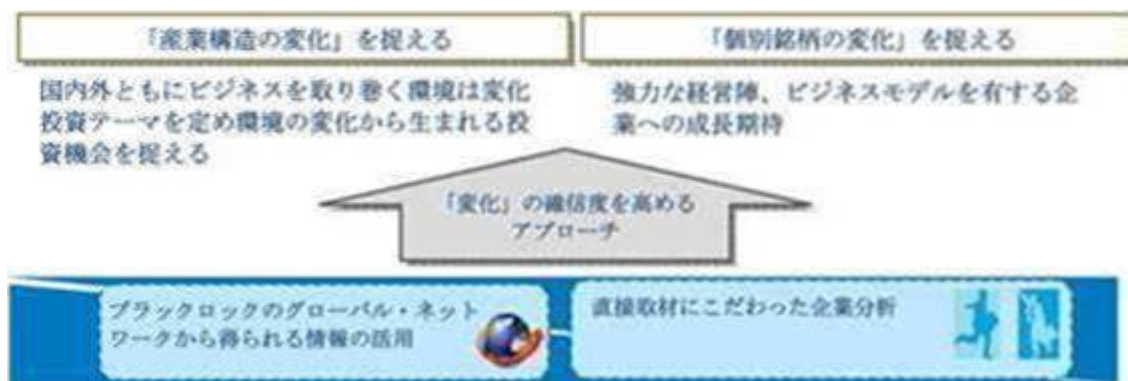 「産業構造の変化」を捉える
国内外ともにビジネスを取り巻く環境は変化
投資テーマを定め環境の変化から生まれる投
資機会を捉える
「個別銘柄の変化」を捉える
強力な経営陣、ビジネスモデルを有する企
業への成長期待
「変化」の確信度を高める
アプローチ
ブラックロックのグローバル・ネット
ワークから得られる情報の活用
直接取材にこだわった企業分析